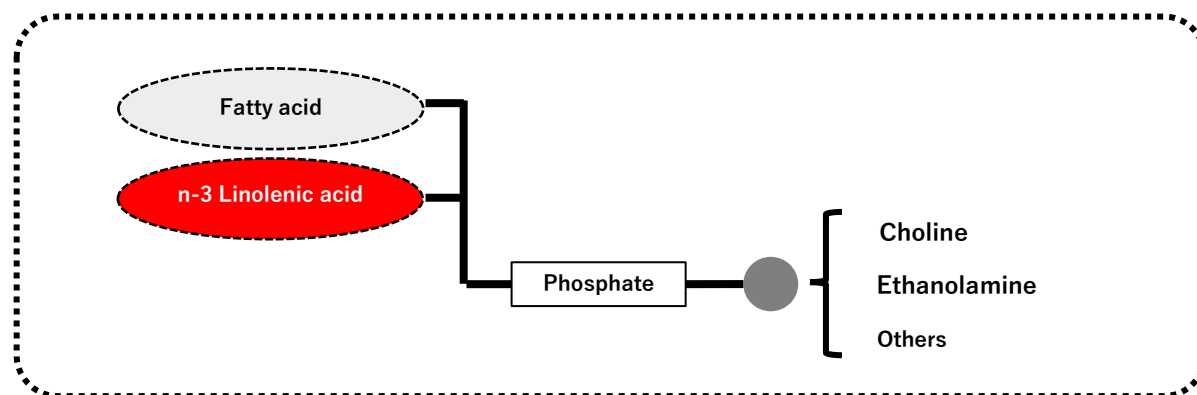 Fatty acid
n-3 Linolenic acid
Phosphate
Choline
Ethanolamine
Others